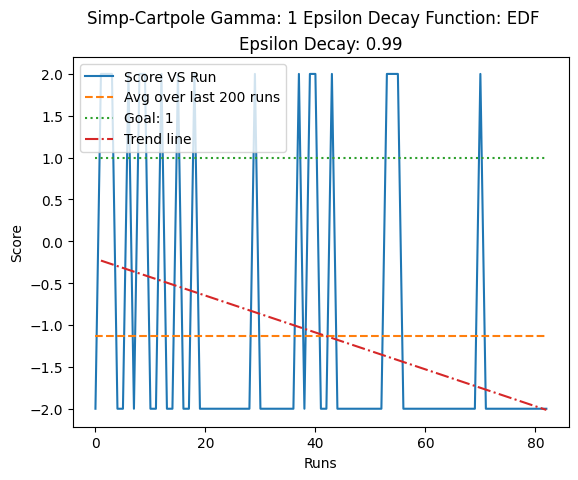 Simp-Cartpole Gamma: 1 Epsilon Decay Function: EDF
Epsilon Decay: 0.99
Score VS Run
Avg over last 200 runs
Goal: 1
Trend line
2.0
1.5
1.0
0.5
0.0
−0.5
−1.0
−1.5
−2.0
Score
0 20 40 60 80
Runs